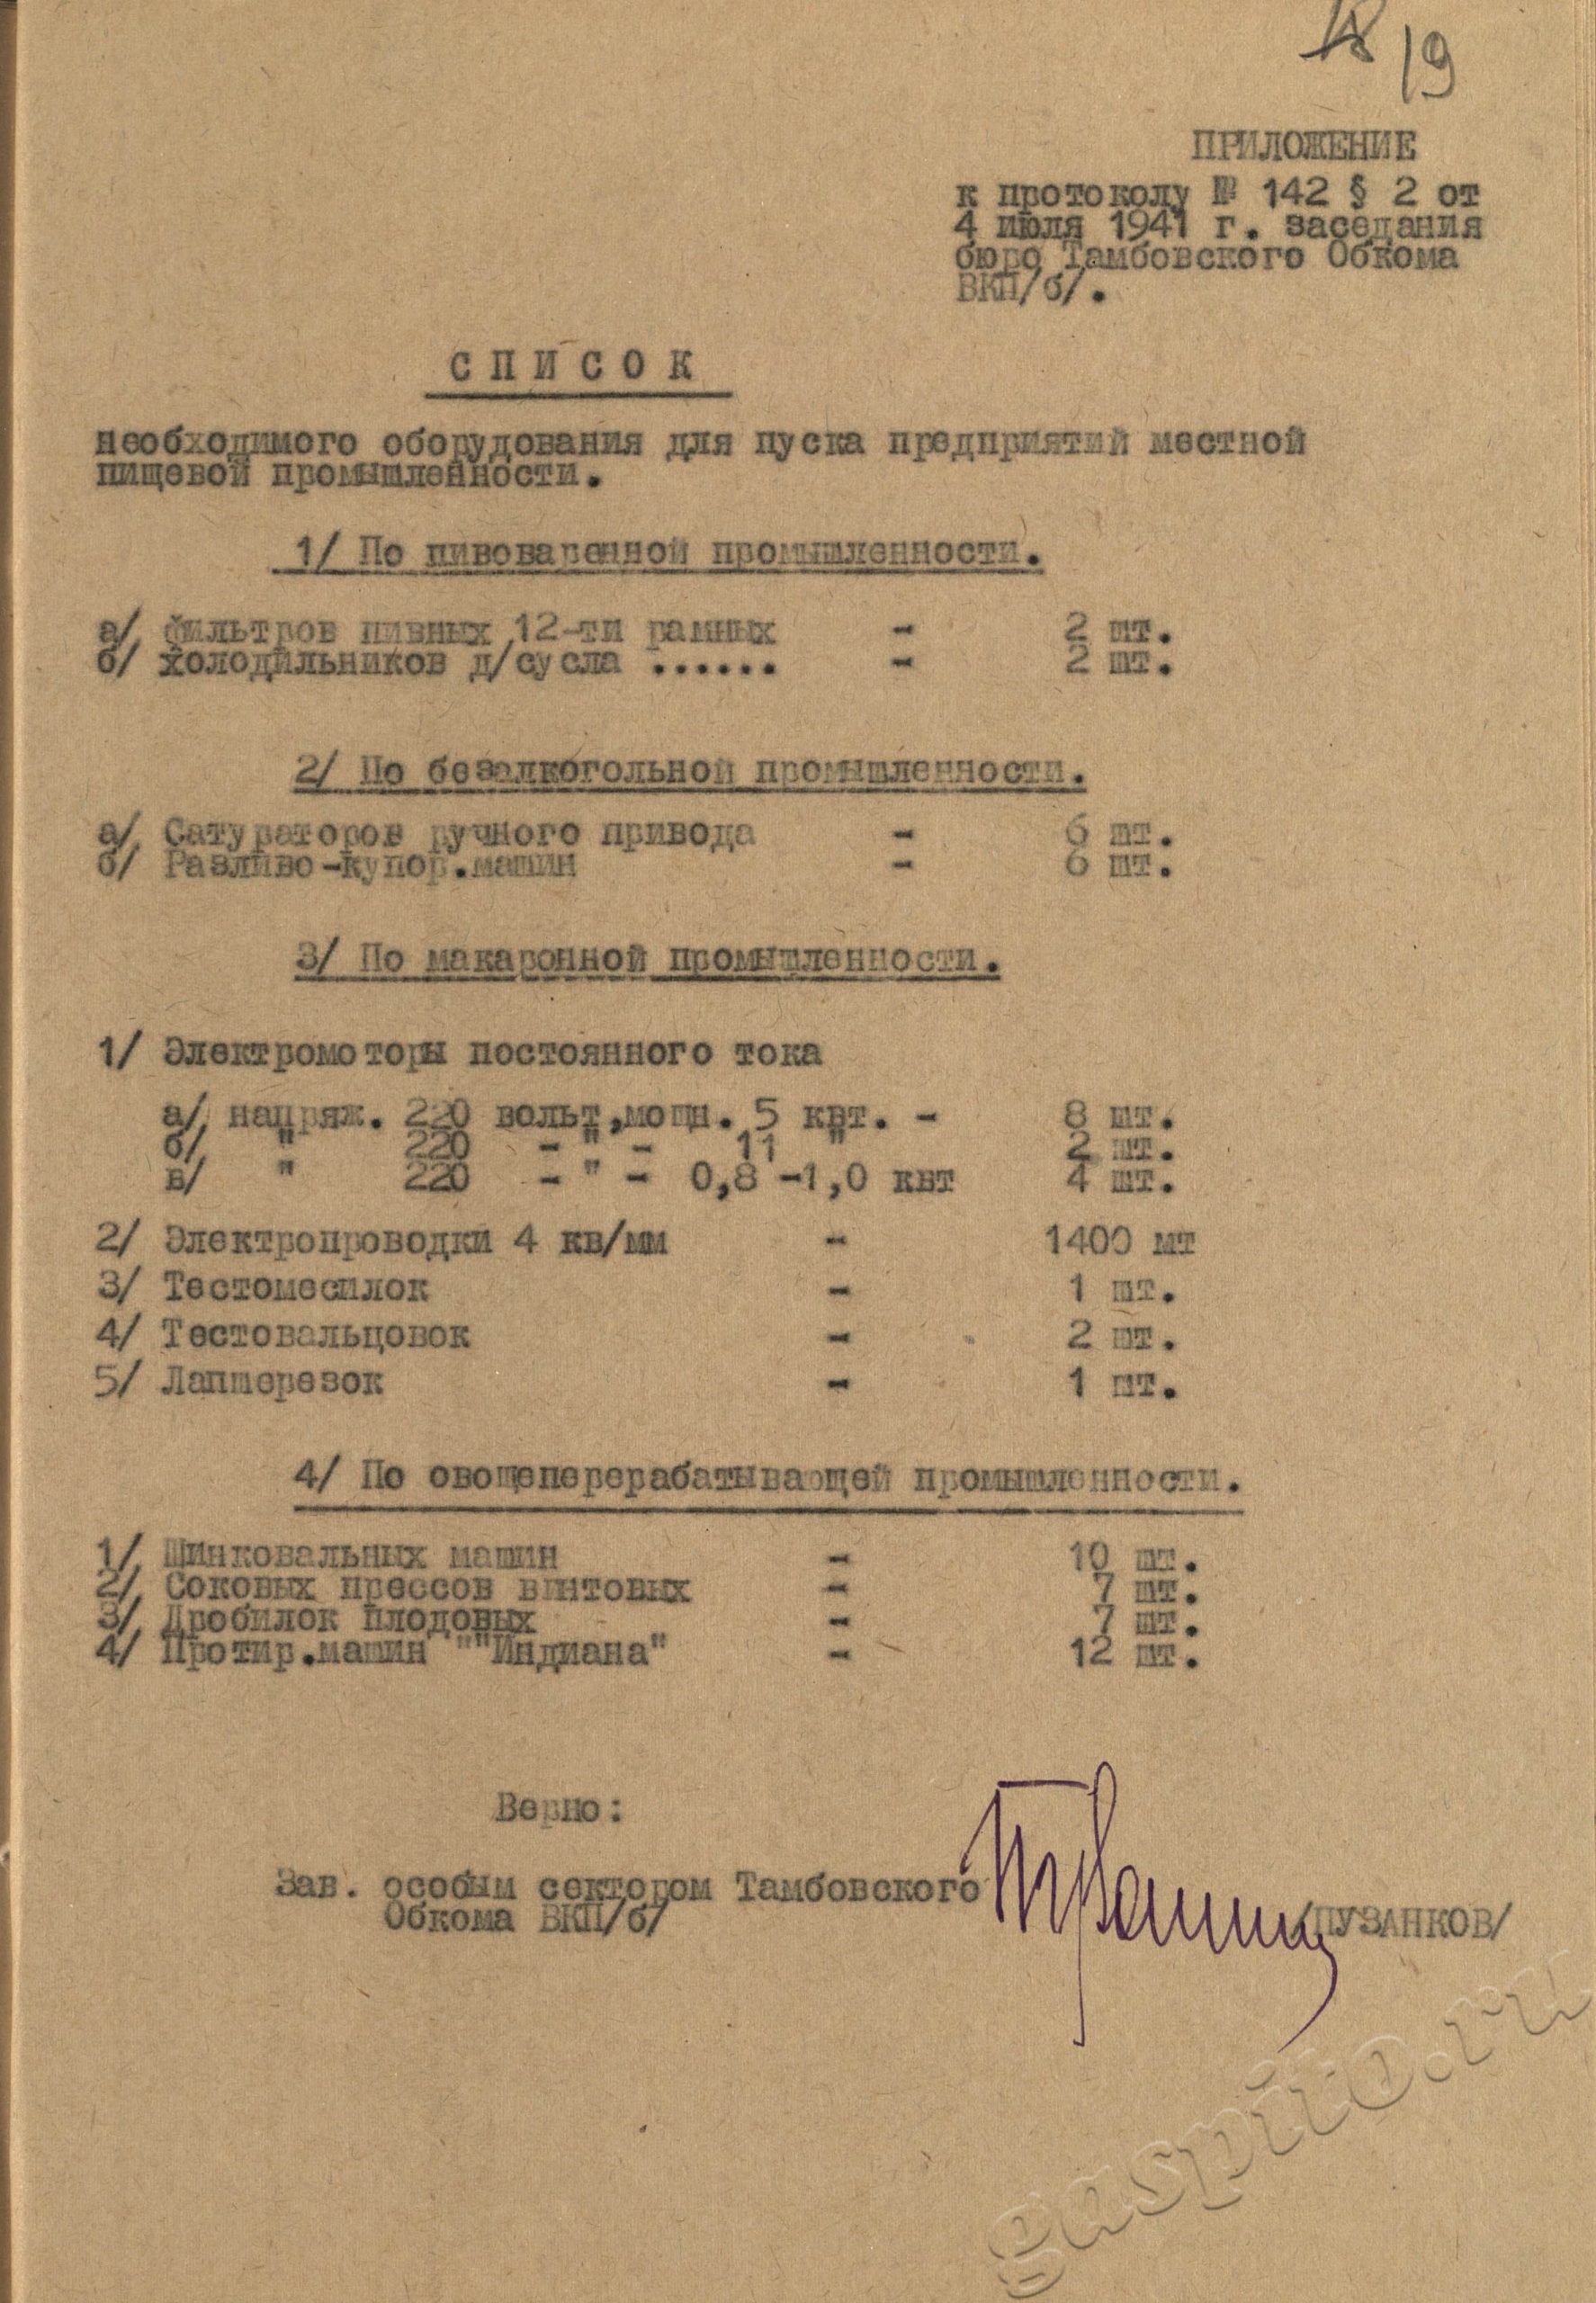 19
ПРИЛОЖЕНИЕ
к протоколу № 142 § 2 от
4 июля 1941 г. заседания
бюро Тамбовского Обкома
ВКП/б/.
СПИСОК
необходимого оборудования для пуска предприятий местной
пищевой промышленности.
1/ По пивоваренной промышленности.
а/ фильтров пивных 12-ти рамных - 2 шт.
б/ холодильников д/сусла ...... - 2 шт.
2/ По безалкогольной промышленности.
а/ Сатураторов ручного привода - 6 шт.
б/ Разливо-купор.машин - 6 шт.
3/ По макаронной промышленности.
1/ Электромоторы постоянного тока
а/ напряж. 220 вольт,мощн. 5 квт. - 8 шт.
б/ " 220 - " - 11 " 2 шт.
в/ " 220 - " - 0,8 -1,0 квт 4 шт.
2/ Электропроводки 4 кв/мм - 1400 мт
3/ Тестомесилок - 1 шт.
4/ Тестовальцовок - 2 шт.
5/ Лапшерезок - 1 шт.
4/ По овощеперерабатывающей промышленности.
1/ Шинковальных машин - 10 шт.
2/ Соковых прессов винтовых - 7 шт.
3/ Дробилок плодовых - 7 шт.
4/ Протир.машин ""Индиана" - 12 шт.
Верно:
Зав. особым сектором Тамбовского
Обкома ВКП/б/ /ПУЗАНКОВ/
gaspito.ru